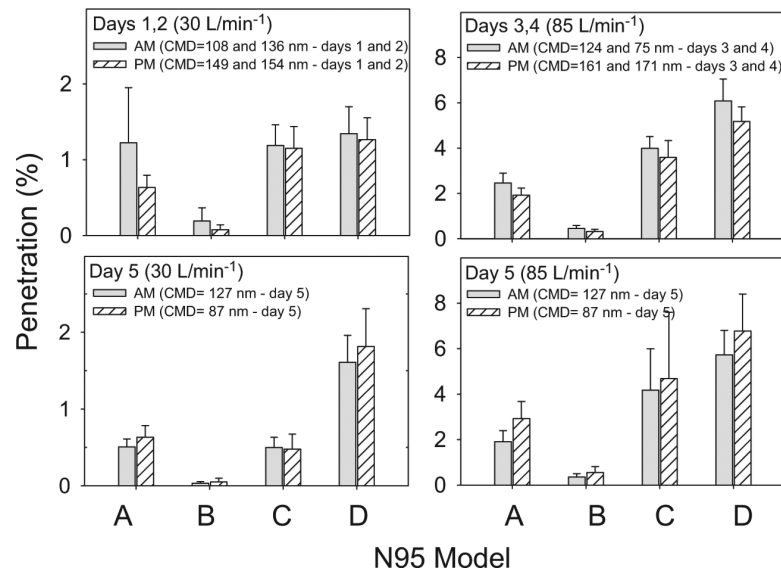 Days 1,2 (30 L/min⁻¹)
AM (CMD=108 and 136 nm - days 1 and 2)
PM (CMD=149 and 154 nm - days 1 and 2)
2
1
0
Days 3,4 (85 L/min⁻¹)
AM (CMD=124 and 75 nm - days 3 and 4)
PM (CMD=161 and 171 nm - days 3 and 4)
8
6
4
2
0
Penetration (%)
Day 5 (30 L/min⁻¹)
AM (CMD= 127 nm - day 5)
PM (CMD= 87 nm - day 5)
2
1
0
A B C D
Day 5 (85 L/min⁻¹)
AM (CMD= 127 nm - day 5)
PM (CMD= 87 nm - day 5)
8
6
4
2
0
A B C D
N95 Model